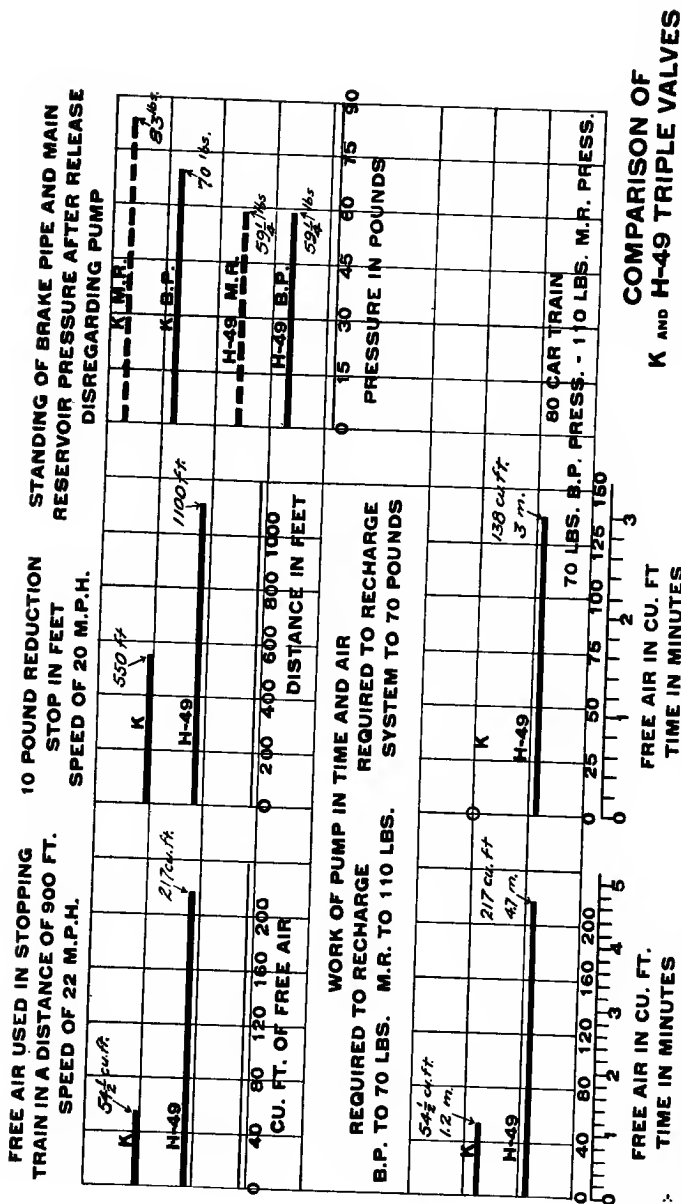 FREE AIR USED IN STOPPING
TRAIN IN A DISTANCE OF 900 FT.
SPEED OF 22 M.P.H.
54½ cu.ft.
K
217 cu.ft.
H-49
0 40 80 120 160 200
CU. FT. OF FREE AIR
10 POUND REDUCTION
STOP IN FEET
SPEED OF 20 M.P.H.
550 ft
K
1100 ft.
H-49
0 200 400 600 800 1000
DISTANCE IN FEET
STANDING OF BRAKE PIPE AND MAIN
RESERVOIR PRESSURE AFTER RELEASE
DISREGARDING PUMP
K M.R.
83 lbs.
K B.P.
70 lbs.
H-49 M.R.
59¼ lbs
H-49 B.P.
59¼ lbs
0 15 30 45 60 75 90
PRESSURE IN POUNDS
WORK OF PUMP IN TIME AND AIR
REQUIRED TO RECHARGE
B.P. TO 70 LBS. M.R. TO 110 LBS.
54½ cu.ft.
1.2 m.
K
217 cu.ft
4.7 m.
H-49
0 40 80 120 160 200
0 1 2 3 4 5
FREE AIR IN CU. FT.
TIME IN MINUTES
REQUIRED TO RECHARGE
SYSTEM TO 70 POUNDS
K
138 cu.ft.
3 m.
H-49
0 25 50 75 100 125 150
0 1 2 3
FREE AIR IN CU. FT
TIME IN MINUTES
80 CAR TRAIN
70 LBS. B.P. PRESS. - 110 LBS. M.R. PRESS.
COMPARISON OF
K AND H-49 TRIPLE VALVES